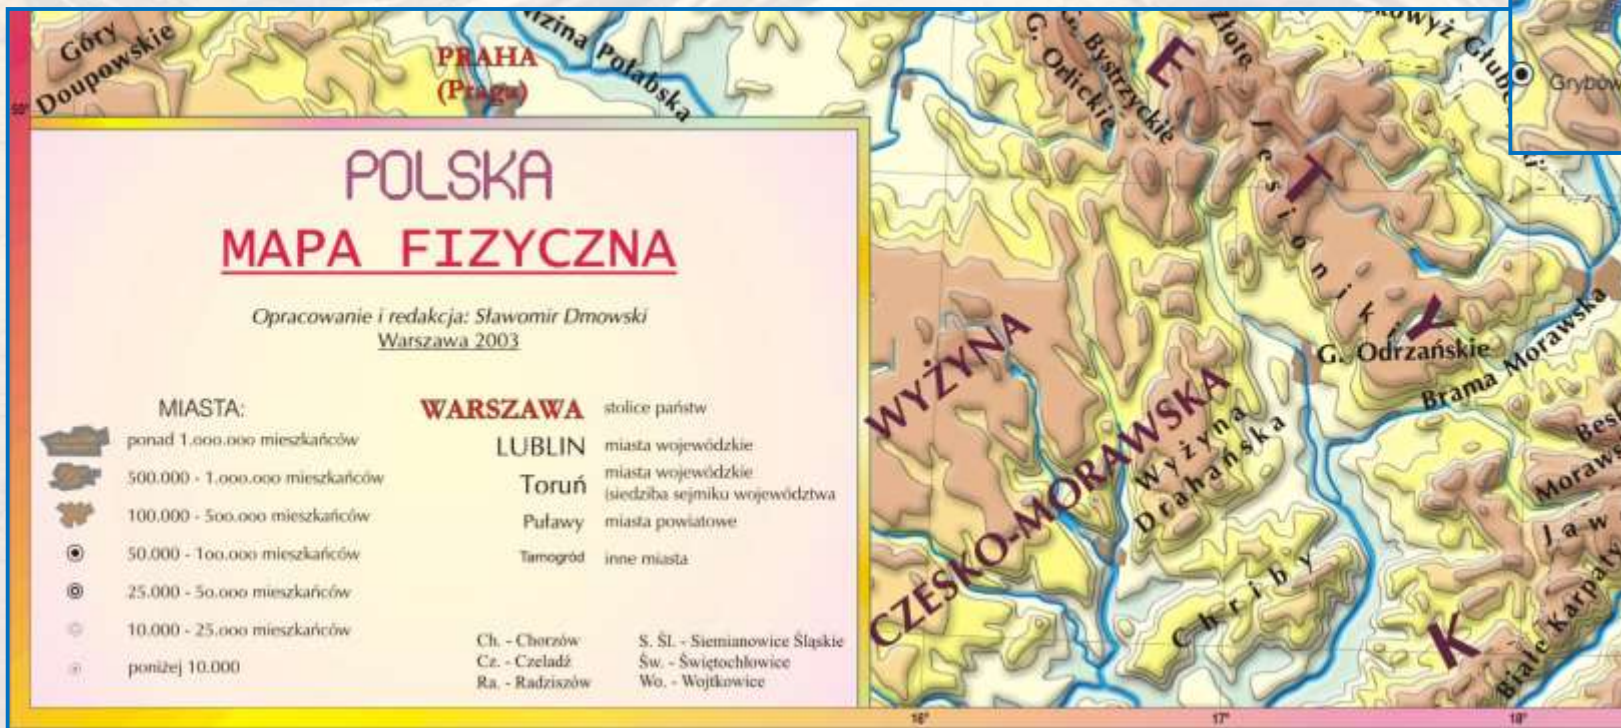 Góry
Doupowskie
PRAHA
(Praga)
Nizina Połabska
G. Orlickie
G. Bystrzyckie
Złote
E
T
Y
K
Jesioniki
Grybów
50°
POLSKA
MAPA FIZYCZNA
Opracowanie i redakcja: Sławomir Dmowski
Warszawa 2003
MIASTA:
ponad 1.000.000 mieszkańców
500.000 - 1.000.000 mieszkańców
100.000 - 500.000 mieszkańców
50.000 - 100.000 mieszkańców
25.000 - 50.000 mieszkańców
10.000 - 25.000 mieszkańców
poniżej 10.000
WARSZAWA stolice państw
LUBLIN miasta wojewódzkie
Toruń miasta wojewódzkie
(siedziba sejmiku województwa
Puławy miasta powiatowe
Tarnogród inne miasta
Ch. - Chorzów
Cz. - Czeladź
Ra. - Radziszów
S. Śl. - Siemianowice Śląskie
Św. - Świętochłowice
Wo. - Wojtkowice
WYŻYNA
CZESKO-MORAWSKA
Wyżyna
Drahańska
G. Odrzańskie
Brama Morawska
Chriby
Białe Karpaty
16°
17°
18°